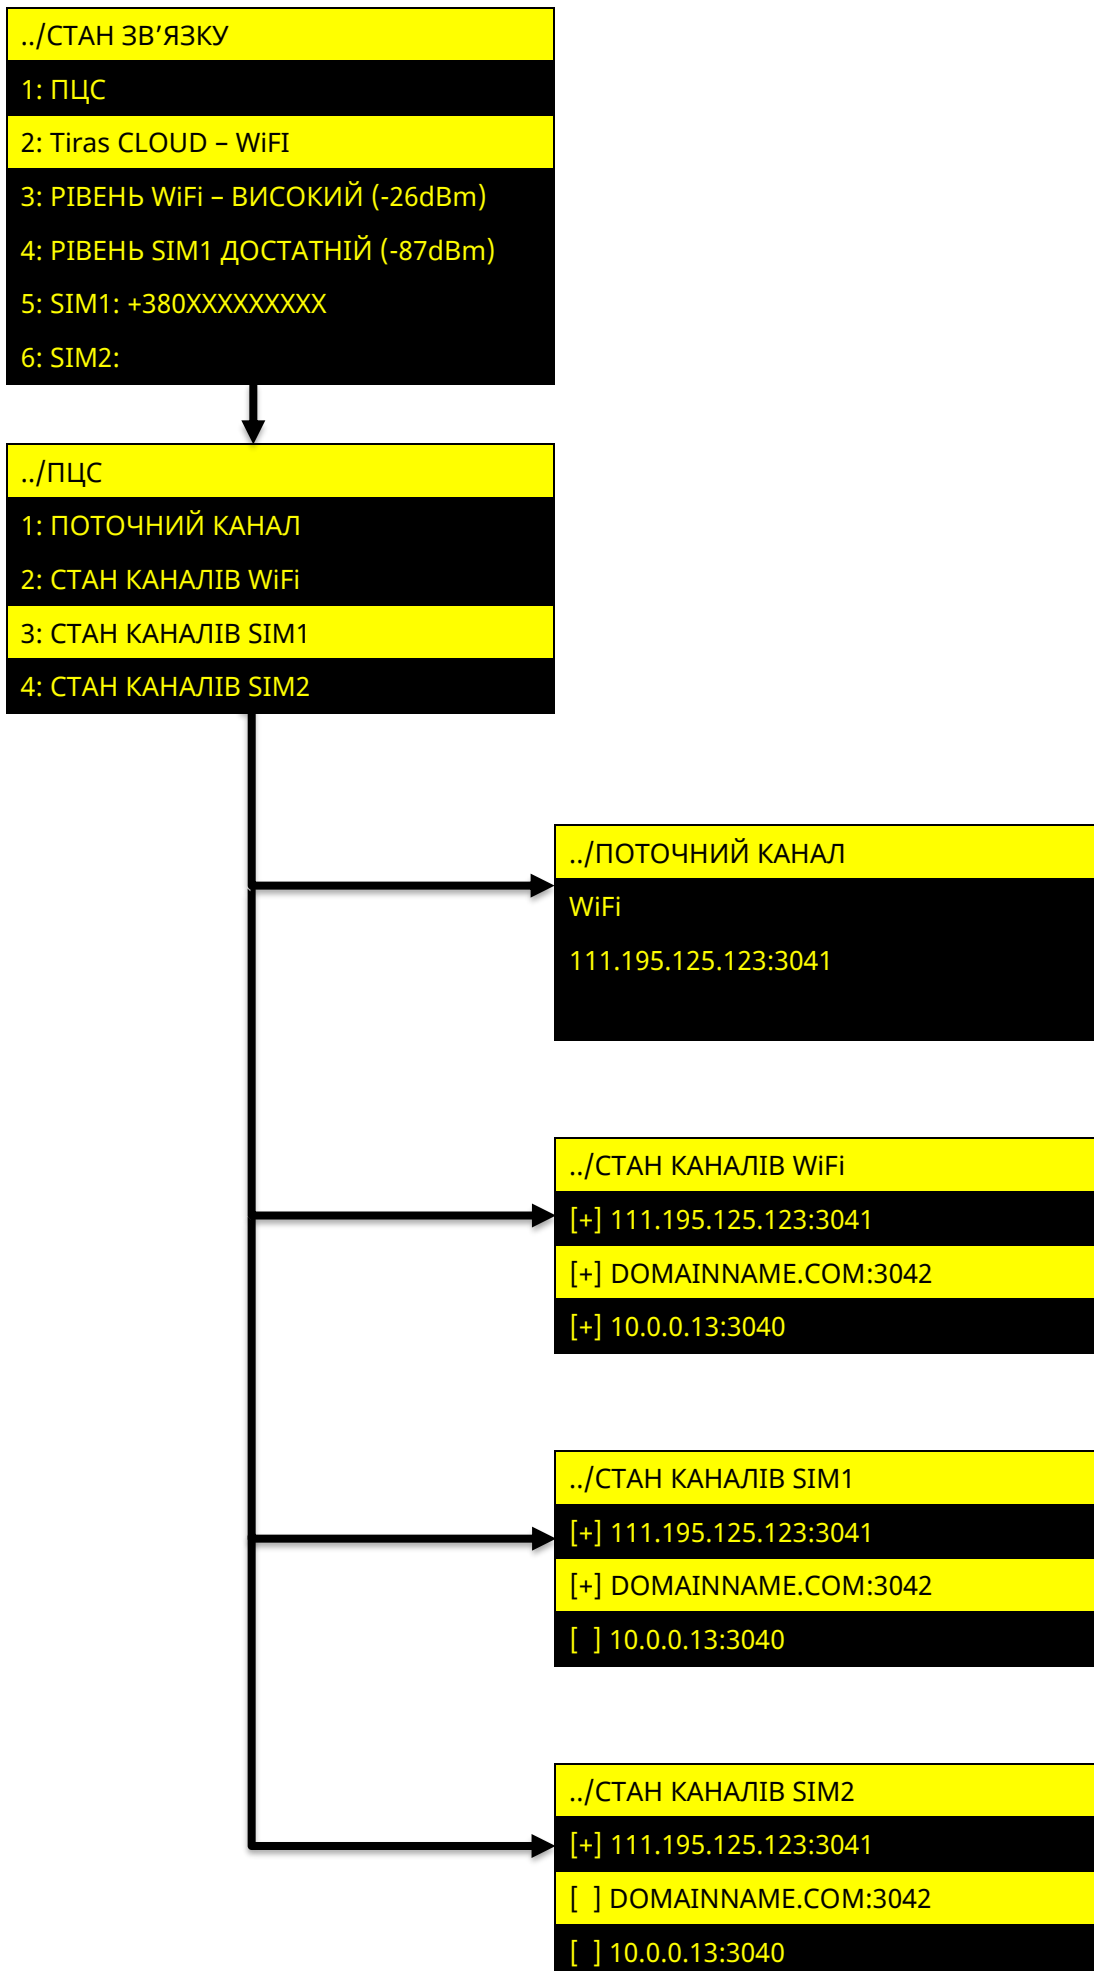 ../СТАН ЗВ’ЯЗКУ
1: ПЦС
2: Tiras CLOUD – WiFI
3: РІВЕНЬ WiFi – ВИСОКИЙ (-26dBm)
4: РІВЕНЬ SIM1 ДОСТАТНІЙ (-87dBm)
5: SIM1: +380XXXXXXXXX
6: SIM2:
../ПЦС
1: ПОТОЧНИЙ КАНАЛ
2: СТАН КАНАЛІВ WiFi
3: СТАН КАНАЛІВ SIM1
4: СТАН КАНАЛІВ SIM2
../ПОТОЧНИЙ КАНАЛ
WiFi
111.195.125.123:3041
../СТАН КАНАЛІВ WiFi
[+] 111.195.125.123:3041
[+] DOMAINNAME.COM:3042
[+] 10.0.0.13:3040
../СТАН КАНАЛІВ SIM1
[+] 111.195.125.123:3041
[+] DOMAINNAME.COM:3042
[ ] 10.0.0.13:3040
../СТАН КАНАЛІВ SIM2
[+] 111.195.125.123:3041
[ ] DOMAINNAME.COM:3042
[ ] 10.0.0.13:3040